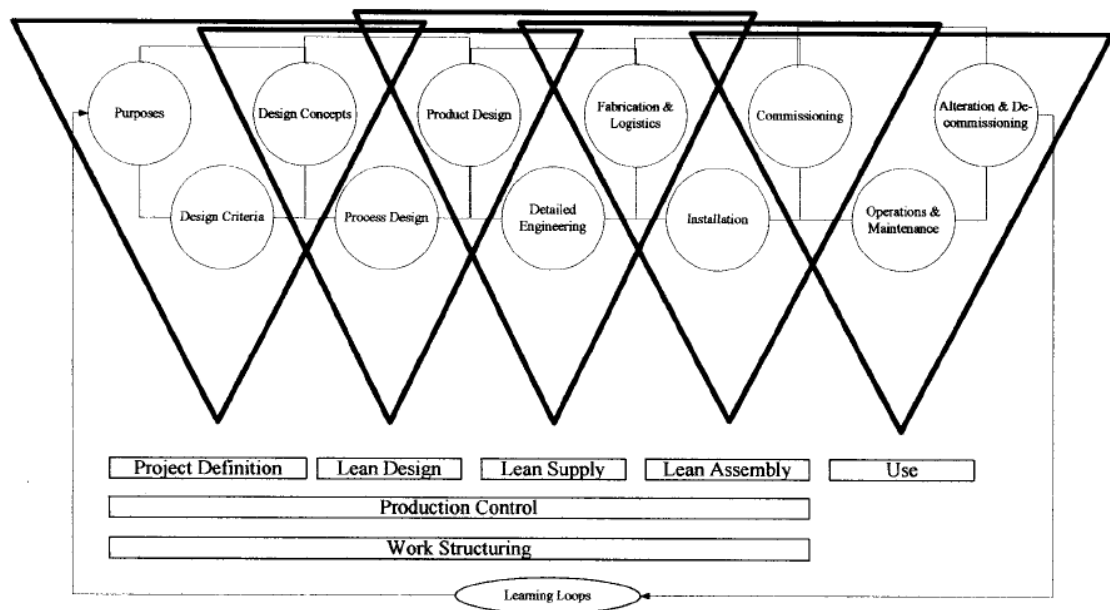 Purposes
Design Concepts
Product Design
Fabrication &
Logistics
Commissioning
Alteration & De-
commissioning
Design Criteria
Process Design
Detailed
Engineering
Installation
Operations &
Maintenance
Project Definition
Lean Design
Lean Supply
Lean Assembly
Use
Production Control
Work Structuring
Learning Loops